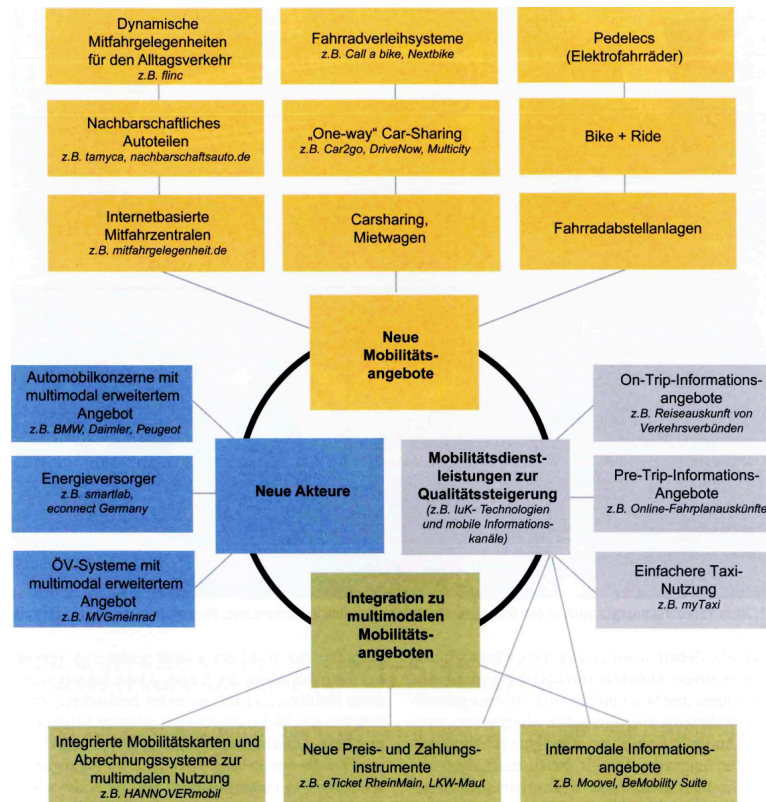 Dynamische
Mitfahrgelegenheiten
für den Alltagsverkehr
z.B. flinc
Fahrradverleihsysteme
z.B. Call a bike, Nextbike
Pedelecs
(Elektrofahrräder)
Nachbarschaftliches
Autoteilen
z.B. tamyca, nachbarschaftsauto.de
„One-way“ Car-Sharing
z.B. Car2go, DriveNow, Multicity
Bike + Ride
Internetbasierte
Mitfahrzentralen
z.B. mitfahrgelegenheit.de
Carsharing,
Mietwagen
Fahrradabstellanlagen
Neue
Mobilitäts-
angebote
Automobilkonzerne mit
multimodal erweitertem
Angebot
z.B. BMW, Daimler, Peugeot
Energieversorger
z.B. smartlab,
econnect Germany
ÖV-Systeme mit
multimodal erweitertem
Angebot
z.B. MVGmeinrad
Neue Akteure
Mobilitätsdienst-
leistungen zur
Qualitätssteigerung
(z.B. IuK- Technologien
und mobile Informations-
kanäle)
On-Trip-Informations-
angebote
z.B. Reiseauskunft von
Verkehrsverbünden
Pre-Trip-Informations-
Angebote
z.B. Online-Fahrplanauskünfte
Einfachere Taxi-
Nutzung
z.B. myTaxi
Integration zu
multimodalen
Mobilitäts-
angeboten
Integrierte Mobilitätskarten und
Abrechnungssysteme zur
multimdalen Nutzung
z.B. HANNOVERmobil
Neue Preis- und Zahlungs-
instrumente
z.B. eTicket RheinMain, LKW-Maut
Intermodale Informations-
angebote
z.B. Moovel, BeMobility Suite